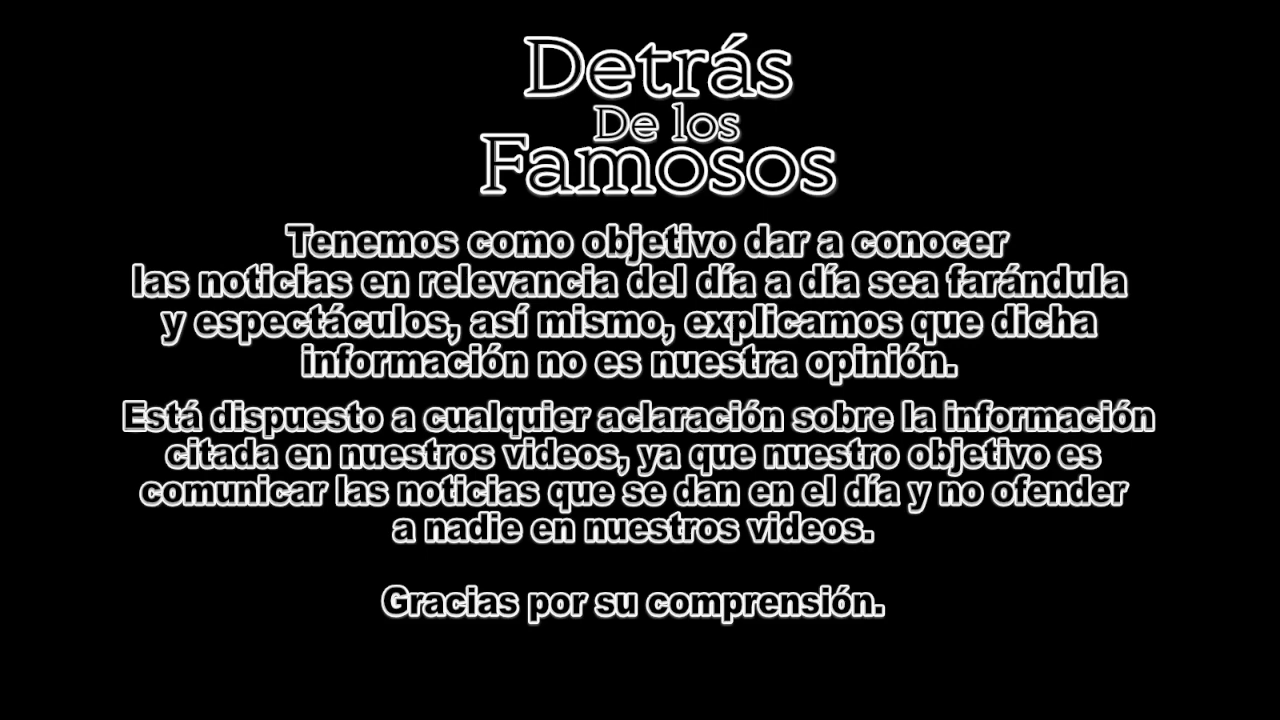 Detrás
De los
Famosos
Tenemos como objetivo dar a conocer
las noticias en relevancia del día a día sea farándula
y espectáculos, así mismo, explicamos que dicha
información no es nuestra opinión.
Está dispuesto a cualquier aclaración sobre la información
citada en nuestros videos, ya que nuestro objetivo es
comunicar las noticias que se dan en el día y no ofender
a nadie en nuestros videos.
Gracias por su comprensión.